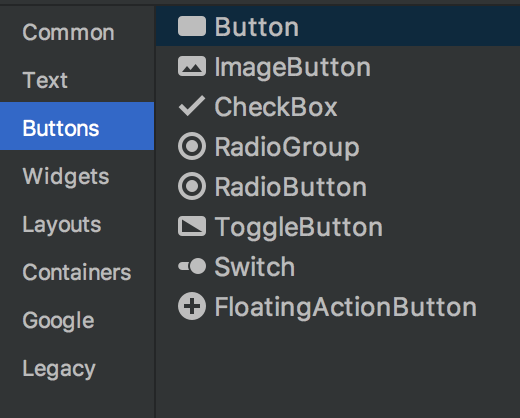 Common
Text
Buttons
Widgets
Layouts
Containers
Google
Legacy
Button
ImageButton
CheckBox
RadioGroup
RadioButton
ToggleButton
Switch
FloatingActionButton